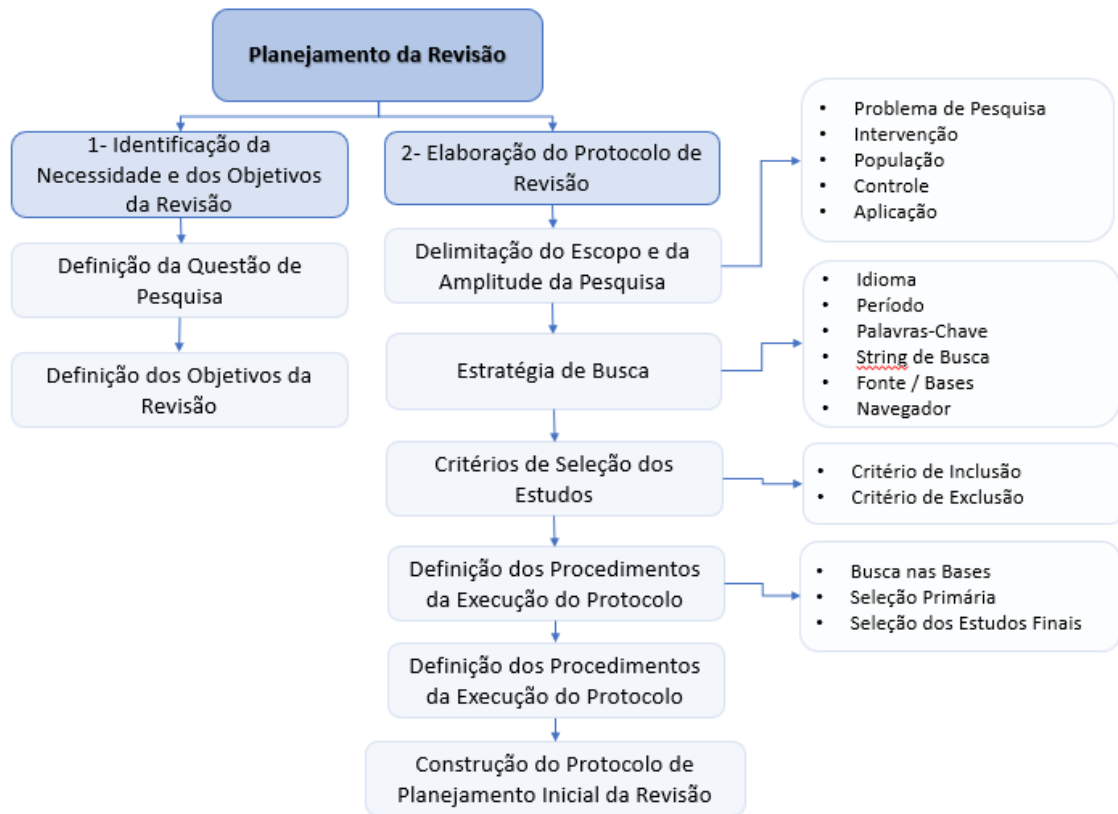 Planejamento da Revisão
1- Identificação da
Necessidade e dos Objetivos
da Revisão
Definição da Questão de
Pesquisa
Definição dos Objetivos da
Revisão
2- Elaboração do Protocolo de
Revisão
Delimitação do Escopo e da
Amplitude da Pesquisa
• Problema de Pesquisa
• Intervenção
• População
• Controle
• Aplicação
Estratégia de Busca
• Idioma
• Período
• Palavras-Chave
• String de Busca
• Fonte / Bases
• Navegador
Critérios de Seleção dos
Estudos
• Critério de Inclusão
• Critério de Exclusão
Definição dos Procedimentos
da Execução do Protocolo
• Busca nas Bases
• Seleção Primária
• Seleção dos Estudos Finais
Definição dos Procedimentos
da Execução do Protocolo
Construção do Protocolo de
Planejamento Inicial da Revisão